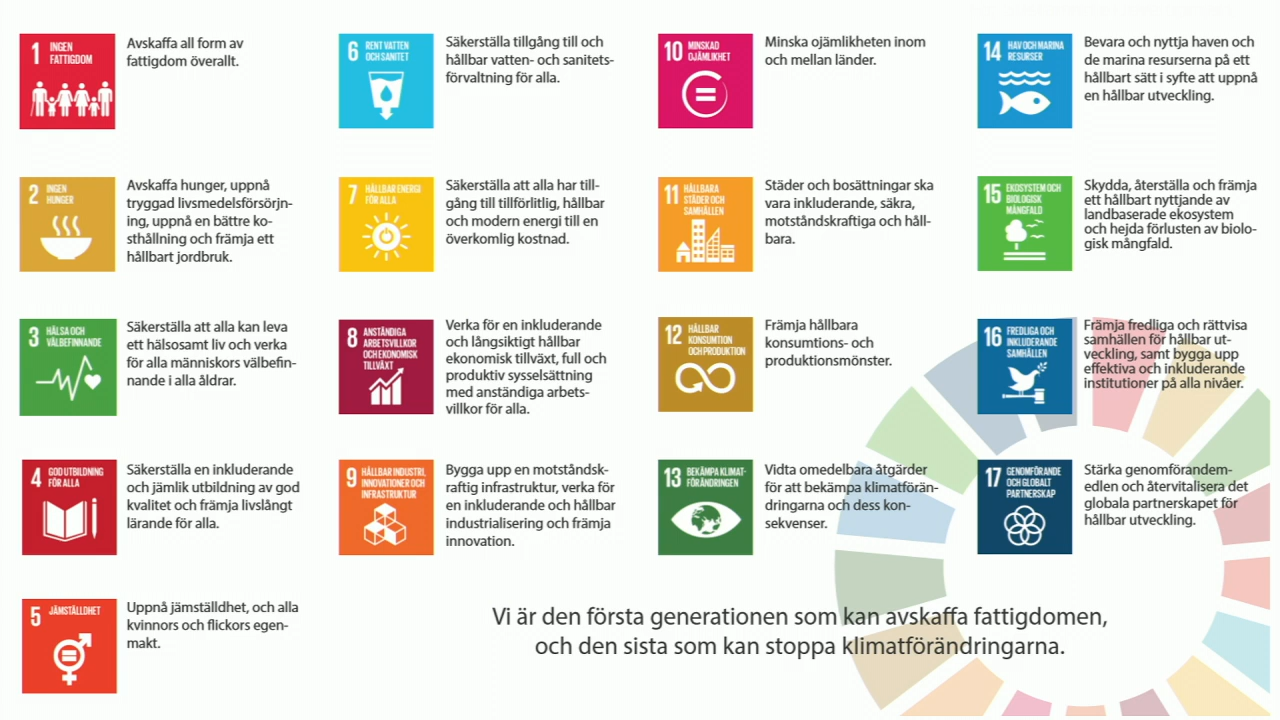 1 INGEN
FATTIGDOM
Avskaffa all form av
fattigdom överallt.
2 INGEN
HUNGER
Avskaffa hunger, uppnå
tryggad livsmedelsförsörjn-
ing, uppnå en bättre ko-
sthållning och främja ett
hållbart jordbruk.
3 HÄLSA OCH
VÄLBEFINNANDE
Säkerställa att alla kan leva
ett hälsosamt liv och verka
för alla människors välbefin-
nande i alla åldrar.
4 GOD UTBILDNING
FÖR ALLA
Säkerställa en inkluderande
och jämlik utbildning av god
kvalitet och främja livslångt
lärande för alla.
5 JÄMSTÄLLDHET
Uppnå jämställdhet, och alla
kvinnors och flickors egen-
makt.
6 RENT VATTEN
OCH SANITET
Säkerställa tillgång till och
hållbar vatten- och sanitets-
förvaltning för alla.
7 HÅLLBAR ENERGI
FÖR ALLA
Säkerställa att alla har till-
gång till tillförlitlig, hållbar
och modern energi till en
överkomlig kostnad.
8 ANSTÄNDIGA
ARBETSVILLKOR
OCH EKONOMISK
TILLVÄXT
Verka för en inkluderande
och långsiktigt hållbar
ekonomisk tillväxt, full och
produktiv sysselsättning
med anständiga arbets-
villkor för alla.
9 HÅLLBAR INDUSTRI,
INNOVATIONER OCH
INFRASTRUKTUR
Bygga upp en motståndsk-
raftig infrastruktur, verka för
en inkluderande och hållbar
industrialisering och främja
innovation.
10 MINSKAD
OJÄMLIKHET
Minska ojämlikheten inom
och mellan länder.
11 HÅLLBARA
STÄDER OCH
SAMHÄLLEN
Städer och bosättningar ska
vara inkluderande, säkra,
motståndskraftiga och håll-
bara.
12 HÅLLBAR
KONSUMTION
OCH PRODUKTION
Främja hållbara
konsumtions- och
produktionsmönster.
13 BEKÄMPA KLIMAT-
FÖRÄNDRINGEN
Vidta omedelbara åtgärder
för att bekämpa klimatförän-
dringarna och dess kon-
sekvenser.
14 HAV OCH MARINA
RESURSER
Bevara och nyttja haven och
de marina resurserna på ett
hållbart sätt i syfte att uppnå
en hållbar utveckling.
15 EKOSYSTEM OCH
BIOLOGISK
MÅNGFALD
Skydda, återställa och främja
ett hållbart nyttjande av
landbaserade ekosystem
och hejda förlusten av biolo-
gisk mångfald.
16 FREDLIGA OCH
INKLUDERANDE
SAMHÄLLEN
Främja fredliga och rättvisa
samhällen för hållbar ut-
veckling, samt bygga upp
effektiva och inkluderande
institutioner på alla nivåer.
17 GENOMFÖRANDE
OCH GLOBALT
PARTNERSKAP
Stärka genomförandem-
edlen och återvitalisera det
globala partnerskapet för
hållbar utveckling.
Vi är den första generationen som kan avskaffa fattigdomen,
och den sista som kan stoppa klimatförändringarna.